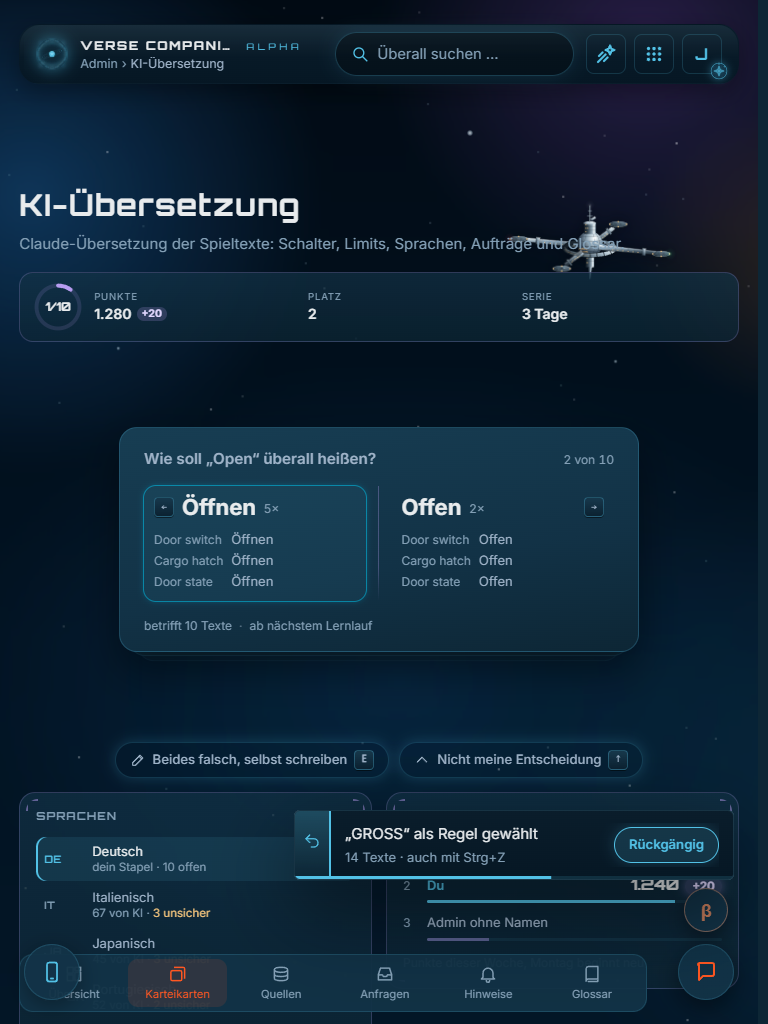 VERSE COMPANI… ALPHA
Admin › KI-Übersetzung
Überall suchen …
KI-Übersetzung
Claude-Übersetzung der Spieltexte: Schalter, Limits, Sprachen, Aufträge und Glossar
1/10
PUNKTE
1.280 +20
PLATZ
2
SERIE
3 Tage
Wie soll „Open“ überall heißen?
2 von 10
← Öffnen 5×
Door switch Öffnen
Cargo hatch Öffnen
Door state Öffnen
Offen 2× →
Door switch Offen
Cargo hatch Offen
Door state Offen
betrifft 10 Texte · ab nächstem Lernlauf
Beides falsch, selbst schreiben E
Nicht meine Entscheidung ↑
SPRACHEN
DE Deutsch
dein Stapel · 10 offen
IT Italienisch
67 von KI · 3 unsicher
Japanisch
„GROSS“ als Regel gewählt
14 Texte · auch mit Strg+Z
Rückgängig
2 Du 1.240 +20
3 Admin ohne Namen
β
Karteikarten
Quellen
Anfragen
Hinweise
Glossar